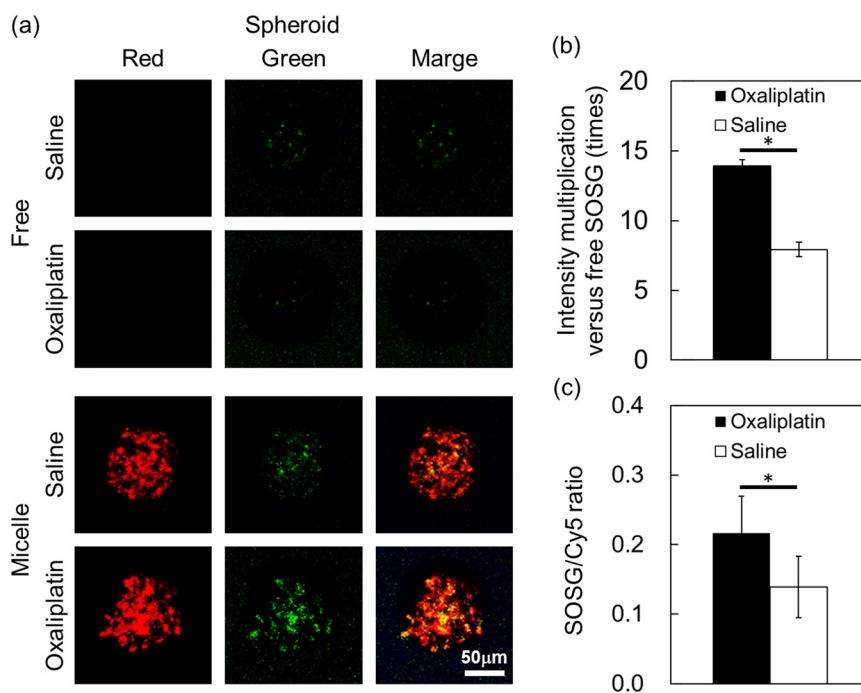 (a)
Spheroid
Red
Green
Marge
Free
Saline
Oxaliplatin
Micelle
Saline
Oxaliplatin
50μm
(b)
Intensity multiplication
versus free SOSG (times)
20
15
10
5
0
Oxaliplatin
Saline
*
(c)
SOSG/Cy5 ratio
0.4
0.3
0.2
0.1
0.0
Oxaliplatin
Saline
*